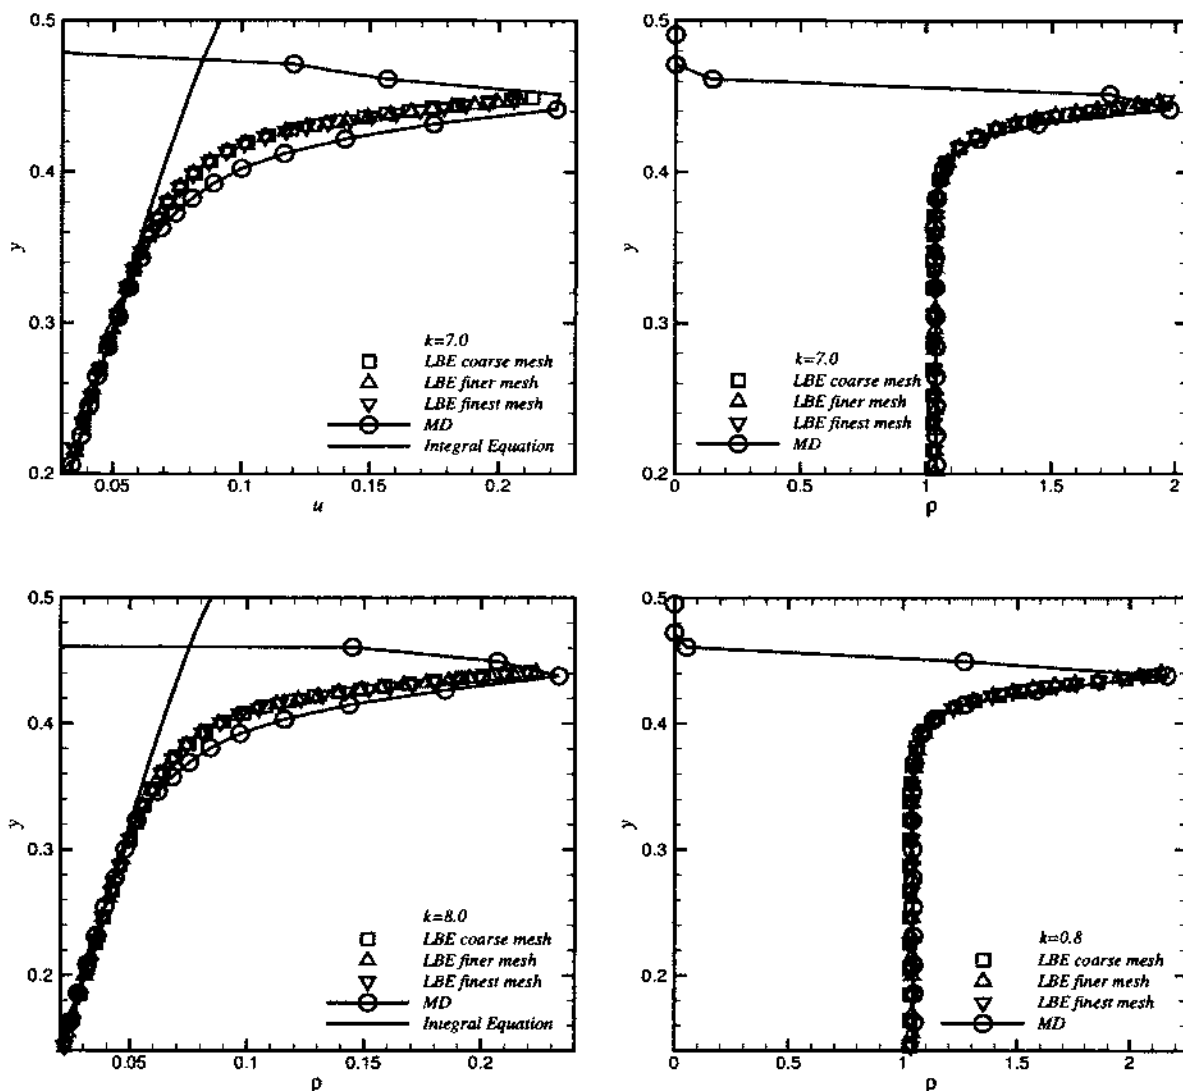 0.5
0.4
0.3
0.2
y
0.05
0.1
0.15
0.2
u
k=7.0
LBE coarse mesh
LBE finer mesh
LBE finest mesh
MD
Integral Equation
0.5
0.4
0.3
0.2
y
0
0.5
1
1.5
2
ρ
k=7.0
LBE coarse mesh
LBE finer mesh
LBE finest mesh
MD
0.5
0.4
0.3
0.2
y
0.05
0.1
0.15
0.2
ρ
k=8.0
LBE coarse mesh
LBE finer mesh
LBE finest mesh
MD
Integral Equation
0.5
0.4
0.3
0.2
y
0
0.5
1
1.5
2
ρ
k=0.8
LBE coarse mesh
LBE finer mesh
LBE finest mesh
MD